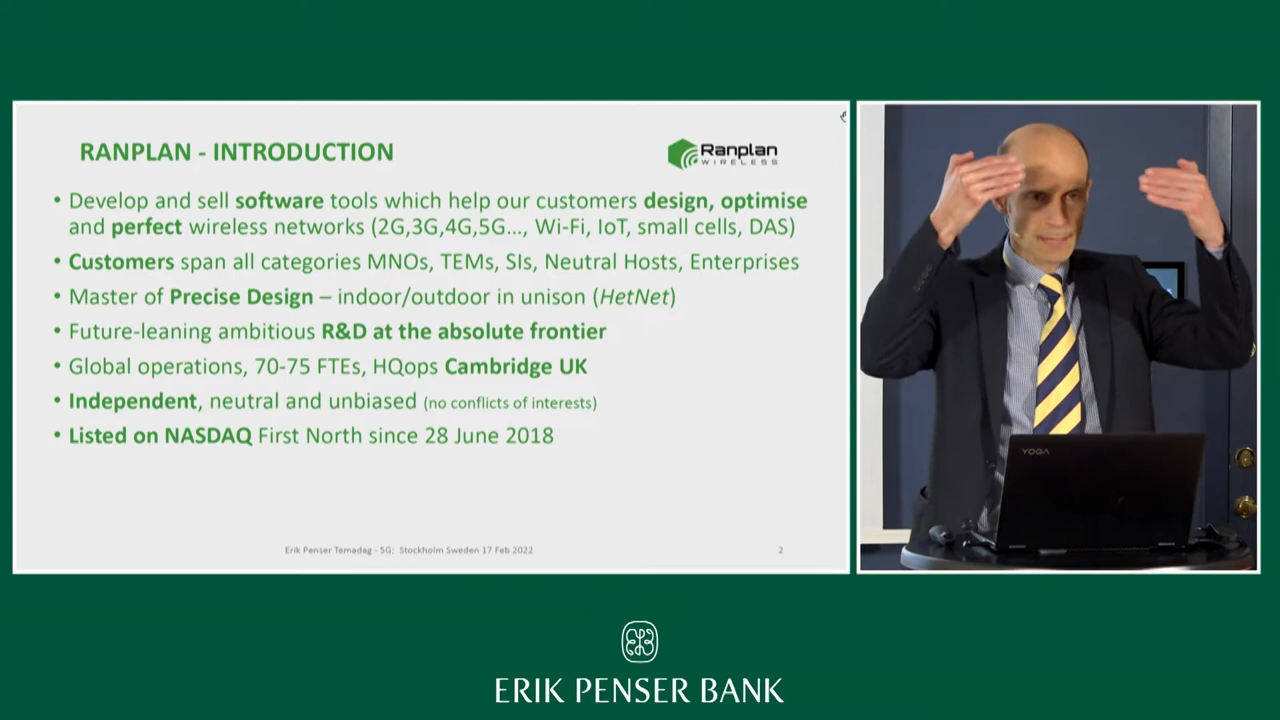 RANPLAN - INTRODUCTION
Ranplan
WIRELESS
• Develop and sell software tools which help our customers design, optimise
and perfect wireless networks (2G,3G,4G,5G..., Wi-Fi, IoT, small cells, DAS)
• Customers span all categories MNOs, TEMs, SIs, Neutral Hosts, Enterprises
• Master of Precise Design – indoor/outdoor in unison (HetNet)
• Future-leaning ambitious R&D at the absolute frontier
• Global operations, 70-75 FTEs, HQops Cambridge UK
• Independent, neutral and unbiased (no conflicts of interests)
• Listed on NASDAQ First North since 28 June 2018
Erik Penser Temadag - 5G; Stockholm Sweden 17 Feb 2022
2
YOGA
ERIK PENSER BANK